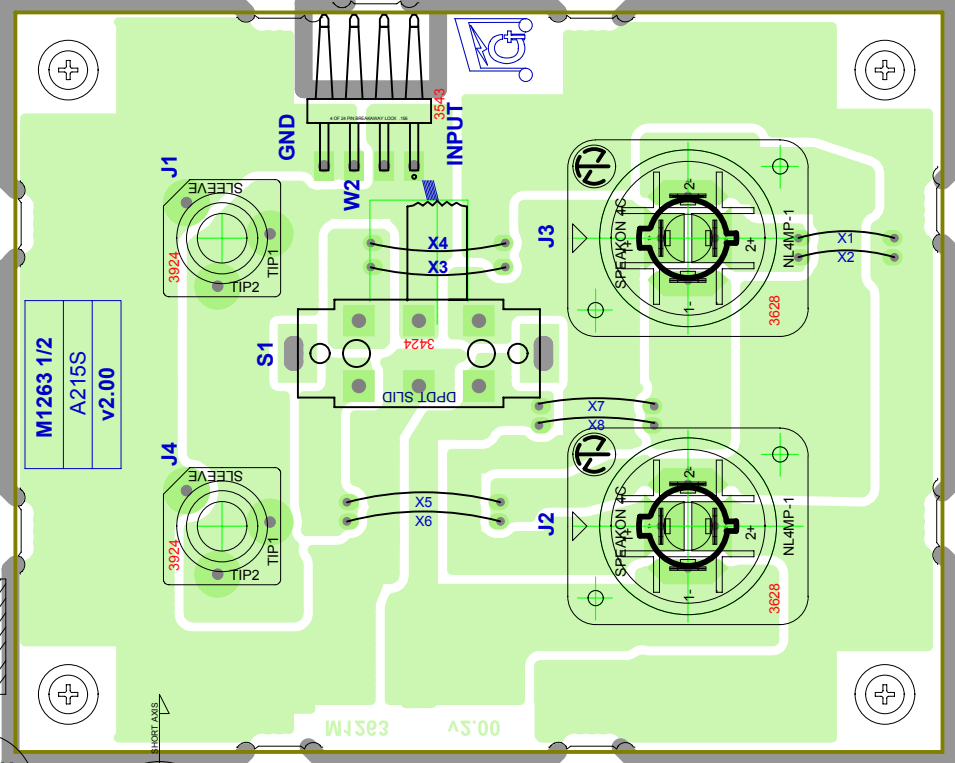 4 OF 24 PIN BREAKAWAY LOCK .156
3543
GND
INPUT
W2
J1
SLEEVE
TIP1
TIP2
3924
X4
X3
J3
SPEAKON 4C
2-
1+
2+
1-
NL4MP-1
3628
X1
X2
M1263 1/2
A215S
v2.00
S1
3424
DPDT SLID
X7
X8
J4
SLEEVE
TIP1
TIP2
3924
X5
X6
J2
SPEAKON 4C
2-
1+
2+
1-
NL4MP-1
3628
SHORT AXIS
M1263 v2.00